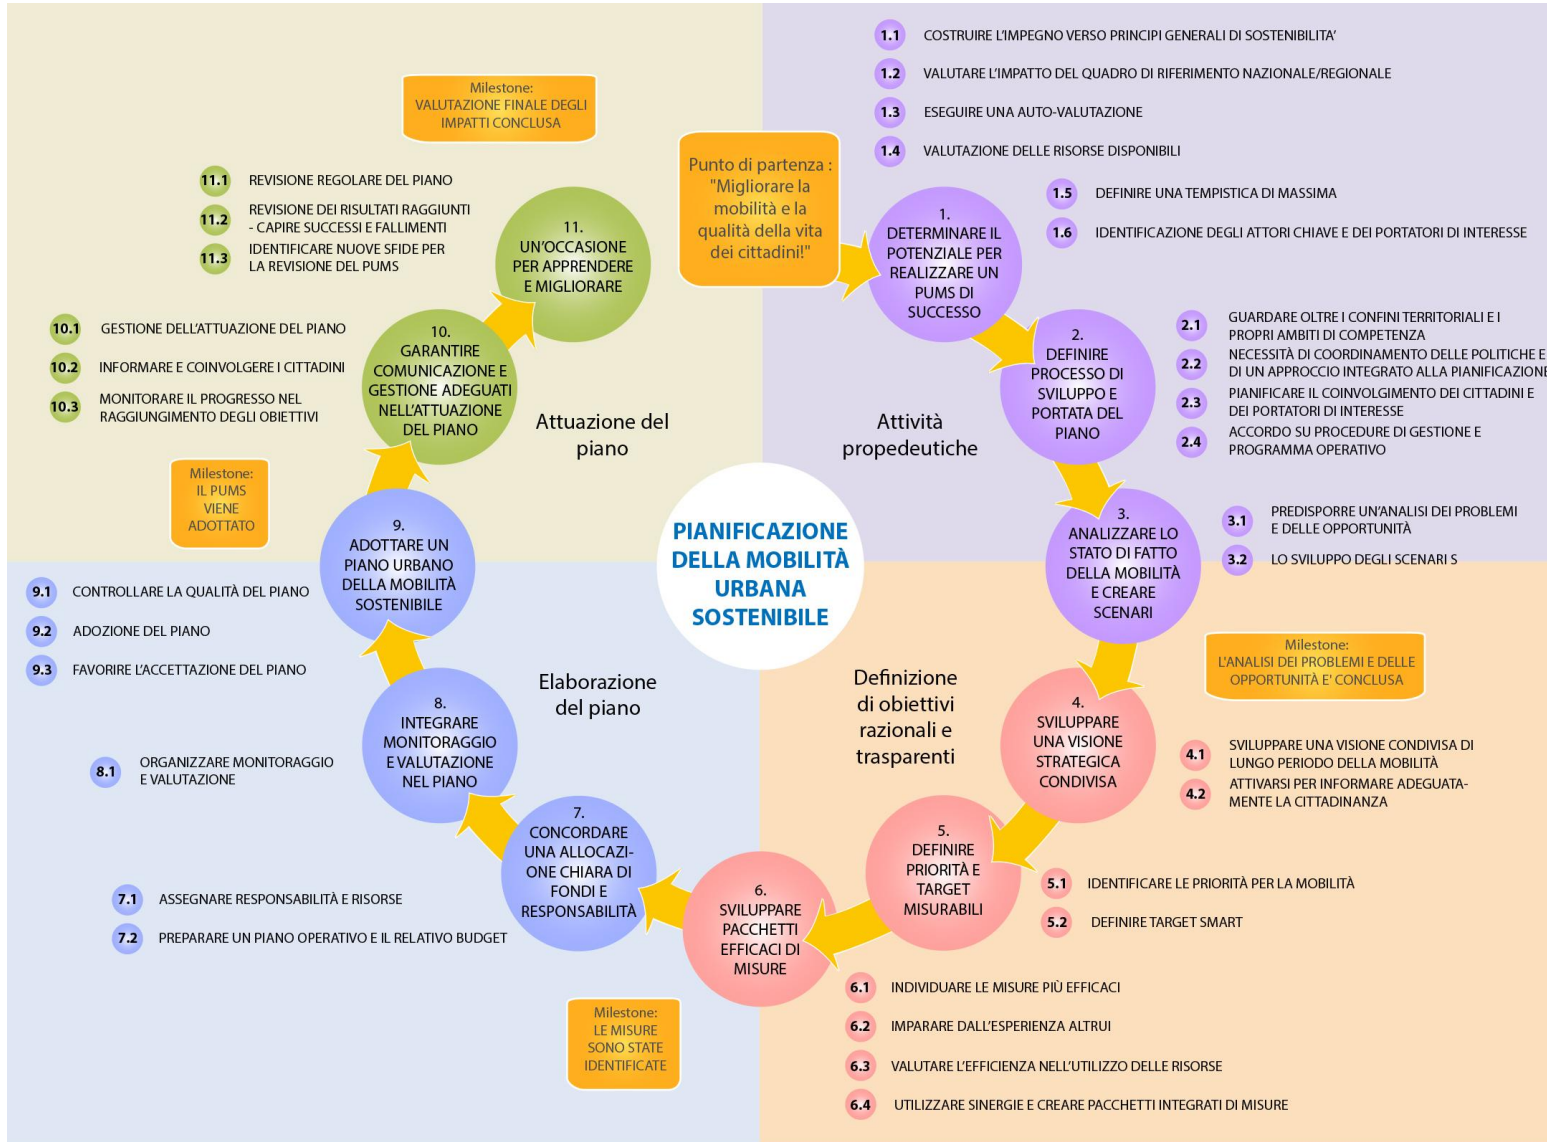 Milestone:
VALUTAZIONE FINALE DEGLI
IMPATTI CONCLUSA
Punto di partenza :
"Migliorare la
mobilità e la
qualità della vita
dei cittadini!"
1.1 COSTRUIRE L'IMPEGNO VERSO PRINCIPI GENERALI DI SOSTENIBILITA'
1.2 VALUTARE L'IMPATTO DEL QUADRO DI RIFERIMENTO NAZIONALE/REGIONALE
1.3 ESEGUIRE UNA AUTO-VALUTAZIONE
1.4 VALUTAZIONE DELLE RISORSE DISPONIBILI
1.5 DEFINIRE UNA TEMPISTICA DI MASSIMA
1.6 IDENTIFICAZIONE DEGLI ATTORI CHIAVE E DEI PORTATORI DI INTERESSE
1.
DETERMINARE IL
POTENZIALE PER
REALIZZARE UN
PUMS DI
SUCCESSO
2.
DEFINIRE
PROCESSO DI
SVILUPPO E
PORTATA DEL
PIANO
2.1 GUARDARE OLTRE I CONFINI TERRITORIALI E I
PROPRI AMBITI DI COMPETENZA
2.2 NECESSITÀ DI COORDINAMENTO DELLE POLITICHE E
DI UN APPROCCIO INTEGRATO ALLA PIANIFICAZIONE
2.3 PIANIFICARE IL COINVOLGIMENTO DEI CITTADINI E
DEI PORTATORI DI INTERESSE
2.4 ACCORDO SU PROCEDURE DI GESTIONE E
PROGRAMMA OPERATIVO
Attività
propedeutiche
3.
ANALIZZARE LO
STATO DI FATTO
DELLA MOBILITÀ
E CREARE
SCENARI
3.1 PREDISPORRE UN'ANALISI DEI PROBLEMI
E DELLE OPPORTUNITÀ
3.2 LO SVILUPPO DEGLI SCENARI S
Milestone:
L'ANALISI DEI PROBLEMI E DELLE
OPPORTUNITÀ E' CONCLUSA
PIANIFICAZIONE
DELLA MOBILITÀ
URBANA
SOSTENIBILE
Definizione
di obiettivi
razionali e
trasparenti
4.
SVILUPPARE
UNA VISIONE
STRATEGICA
CONDIVISA
4.1 SVILUPPARE UNA VISIONE CONDIVISA DI
LUNGO PERIODO DELLA MOBILITÀ
4.2 ATTIVARSI PER INFORMARE ADEGUATA-
MENTE LA CITTADINANZA
5.
DEFINIRE
PRIORITÀ E
TARGET
MISURABILI
5.1 IDENTIFICARE LE PRIORITÀ PER LA MOBILITÀ
5.2 DEFINIRE TARGET SMART
6.
SVILUPPARE
PACCHETTI
EFFICACI DI
MISURE
6.1 INDIVIDUARE LE MISURE PIÙ EFFICACI
6.2 IMPARARE DALL'ESPERIENZA ALTRUI
6.3 VALUTARE L'EFFICIENZA NELL'UTILIZZO DELLE RISORSE
6.4 UTILIZZARE SINERGIE E CREARE PACCHETTI INTEGRATI DI MISURE
Milestone:
LE MISURE
SONO STATE
IDENTIFICATE
7.
CONCORDARE
UNA ALLOCAZI-
ONE CHIARA DI
FONDI E
RESPONSABILITÀ
7.1 ASSEGNARE RESPONSABILITÀ E RISORSE
7.2 PREPARARE UN PIANO OPERATIVO E IL RELATIVO BUDGET
Elaborazione
del piano
8.
INTEGRARE
MONITORAGGIO
E VALUTAZIONE
NEL PIANO
8.1 ORGANIZZARE MONITORAGGIO
E VALUTAZIONE
9.
ADOTTARE UN
PIANO URBANO
DELLA MOBILITÀ
SOSTENIBILE
9.1 CONTROLLARE LA QUALITÀ DEL PIANO
9.2 ADOZIONE DEL PIANO
9.3 FAVORIRE L'ACCETTAZIONE DEL PIANO
Milestone:
IL PUMS
VIENE
ADOTTATO
Attuazione del
piano
10.
GARANTIRE
COMUNICAZIONE E
GESTIONE ADEGUATI
NELL'ATTUAZIONE
DEL PIANO
10.1 GESTIONE DELL'ATTUAZIONE DEL PIANO
10.2 INFORMARE E COINVOLGERE I CITTADINI
10.3 MONITORARE IL PROGRESSO NEL
RAGGIUNGIMENTO DEGLI OBIETTIVI
11.
UN'OCCASIONE
PER APPRENDERE
E MIGLIORARE
11.1 REVISIONE REGOLARE DEL PIANO
11.2 REVISIONE DEI RISULTATI RAGGIUNTI
- CAPIRE SUCCESSI E FALLIMENTI
11.3 IDENTIFICARE NUOVE SFIDE PER
LA REVISIONE DEL PUMS